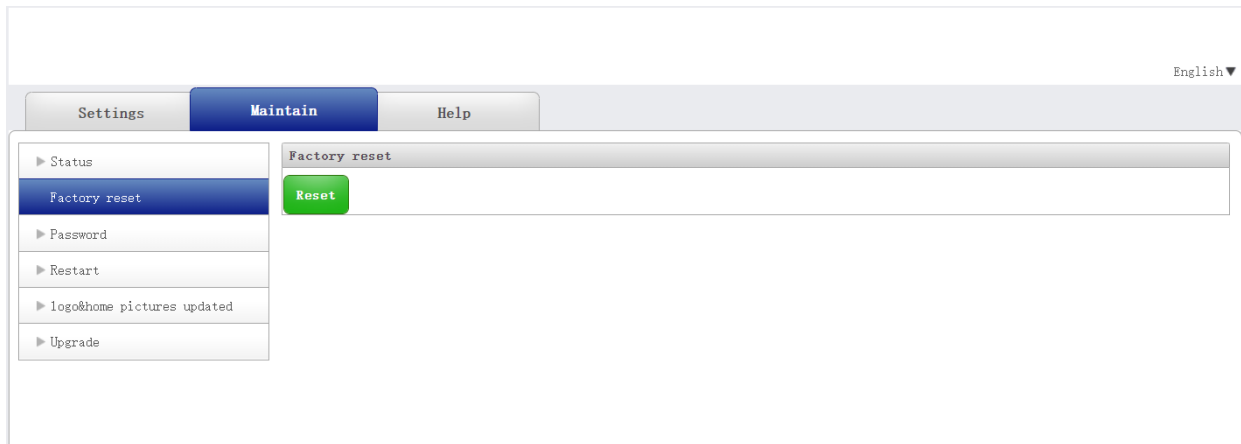 English▼
Settings
Maintain
Help
Status
Factory reset
Password
Restart
logo&home pictures updated
Upgrade
Factory reset
Reset